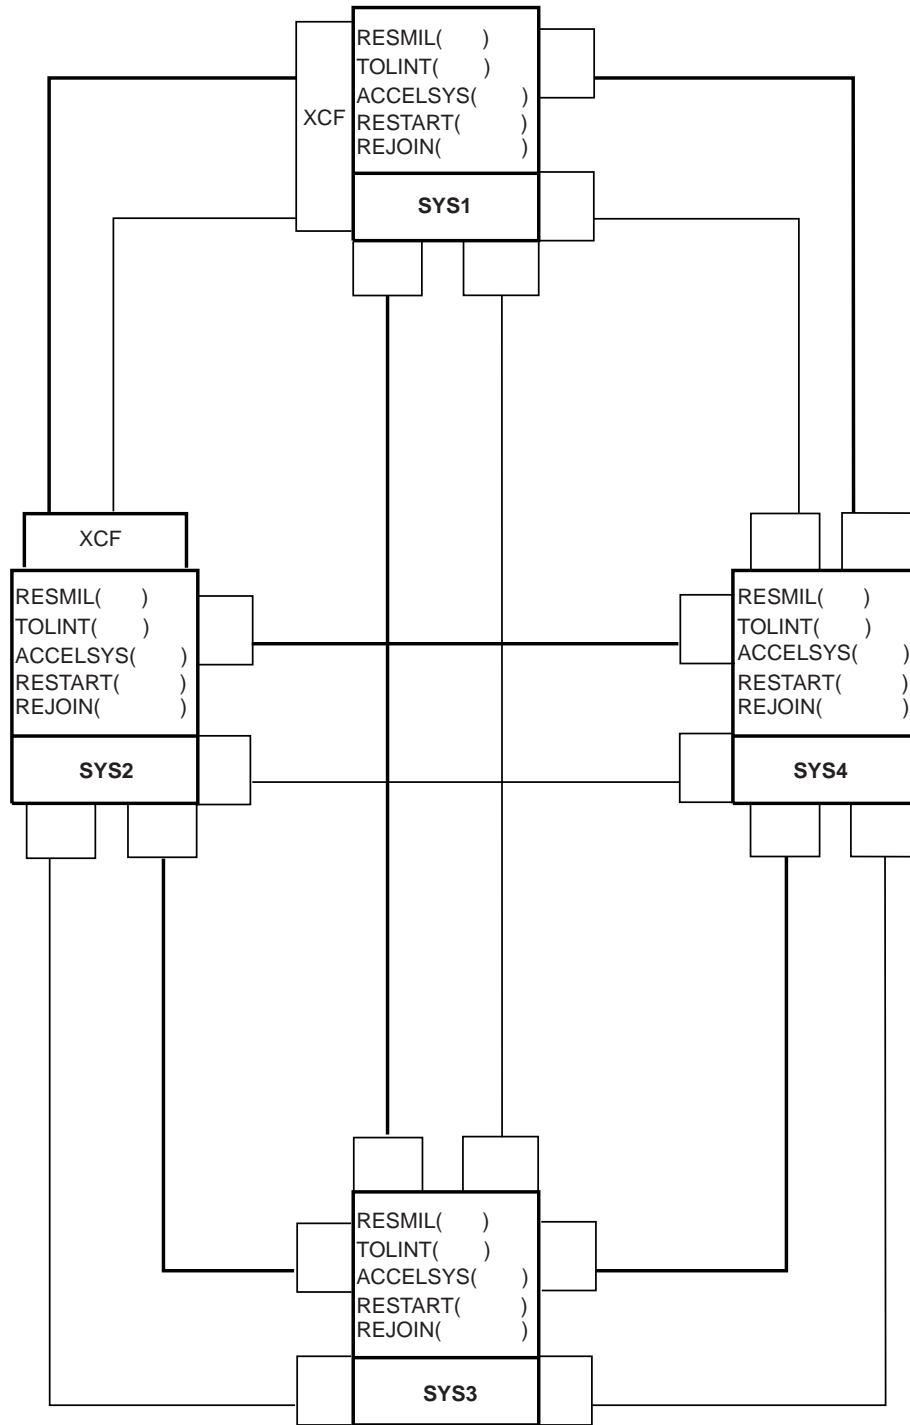 RESMIL( )
TOLINT( )
ACCELSYS( )
RESTART( )
REJOIN( )
XCF
SYS1
XCF
RESMIL( )
TOLINT( )
ACCELSYS( )
RESTART( )
REJOIN( )
SYS2
RESMIL( )
TOLINT( )
ACCELSYS( )
RESTART( )
REJOIN( )
SYS4
RESMIL( )
TOLINT( )
ACCELSYS( )
RESTART( )
REJOIN( )
SYS3